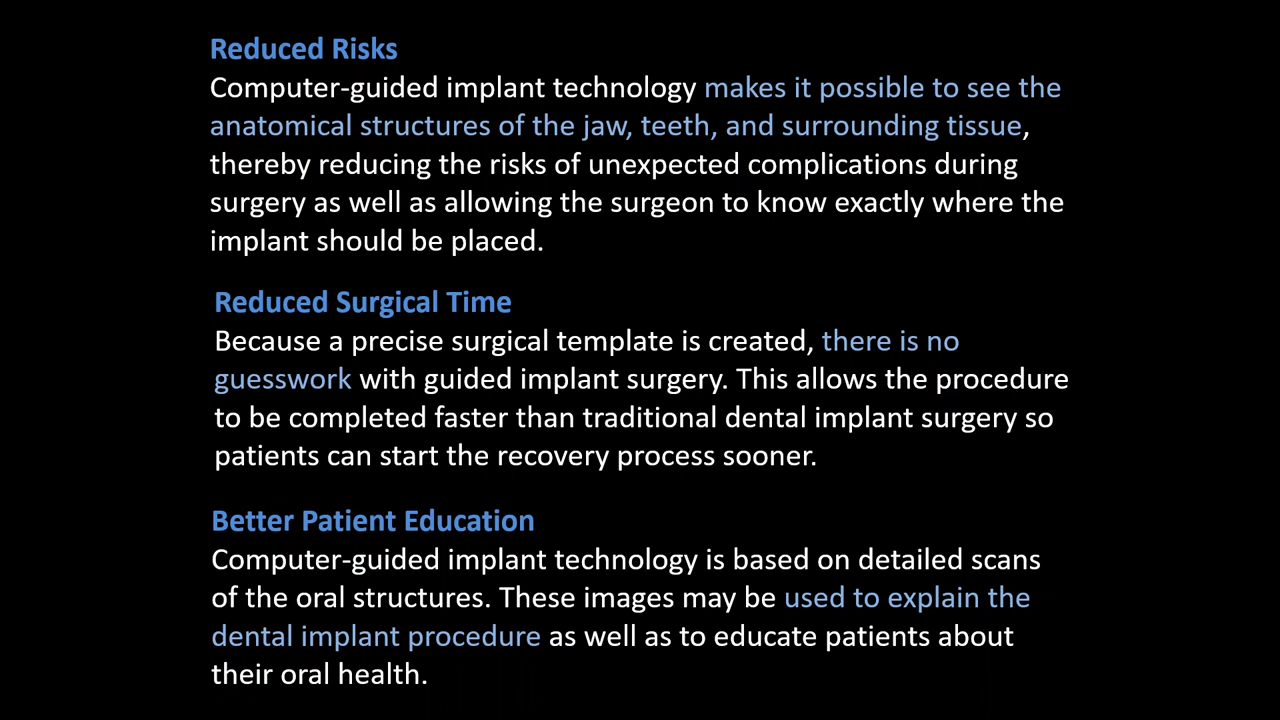 Reduced Risks
Computer-guided implant technology makes it possible to see the
anatomical structures of the jaw, teeth, and surrounding tissue,
thereby reducing the risks of unexpected complications during
surgery as well as allowing the surgeon to know exactly where the
implant should be placed.
Reduced Surgical Time
Because a precise surgical template is created, there is no
guesswork with guided implant surgery. This allows the procedure
to be completed faster than traditional dental implant surgery so
patients can start the recovery process sooner.
Better Patient Education
Computer-guided implant technology is based on detailed scans
of the oral structures. These images may be used to explain the
dental implant procedure as well as to educate patients about
their oral health.